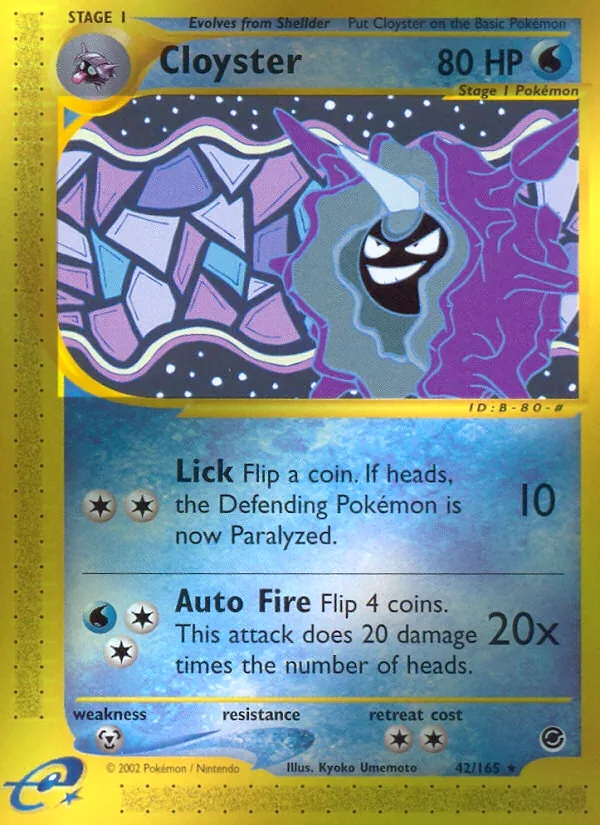 STAGE 1
Evolves from Shellder Put Cloyster on the Basic Pokémon
Cloyster 80 HP
Stage 1 Pokémon
ID:B-80-#
Lick Flip a coin. If heads,
the Defending Pokémon is
now Paralyzed.
10
Auto Fire Flip 4 coins.
This attack does 20 damage
times the number of heads.
20x
weakness resistance retreat cost
© 2002 Pokémon / Nintendo Illus. Kyoko Umemoto 42/165 ★
e